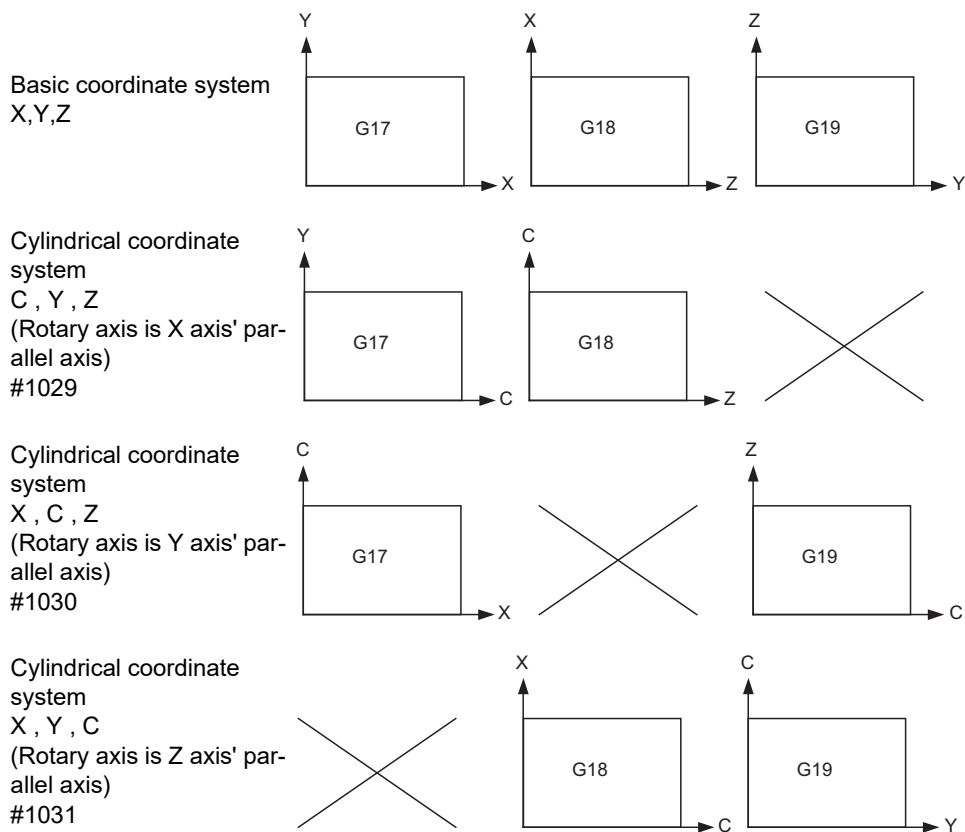 Basic coordinate system
X,Y,Z
Y
G17
X
X
G18
Z
Z
G19
Y
Cylindrical coordinate
system
C , Y , Z
(Rotary axis is X axis' par-
allel axis)
#1029
Y
G17
C
C
G18
Z
Cylindrical coordinate
system
X , C , Z
(Rotary axis is Y axis' par-
allel axis)
#1030
C
G17
X
Z
G19
C
Cylindrical coordinate
system
X , Y , C
(Rotary axis is Z axis' par-
allel axis)
#1031
X
G18
C
C
G19
Y